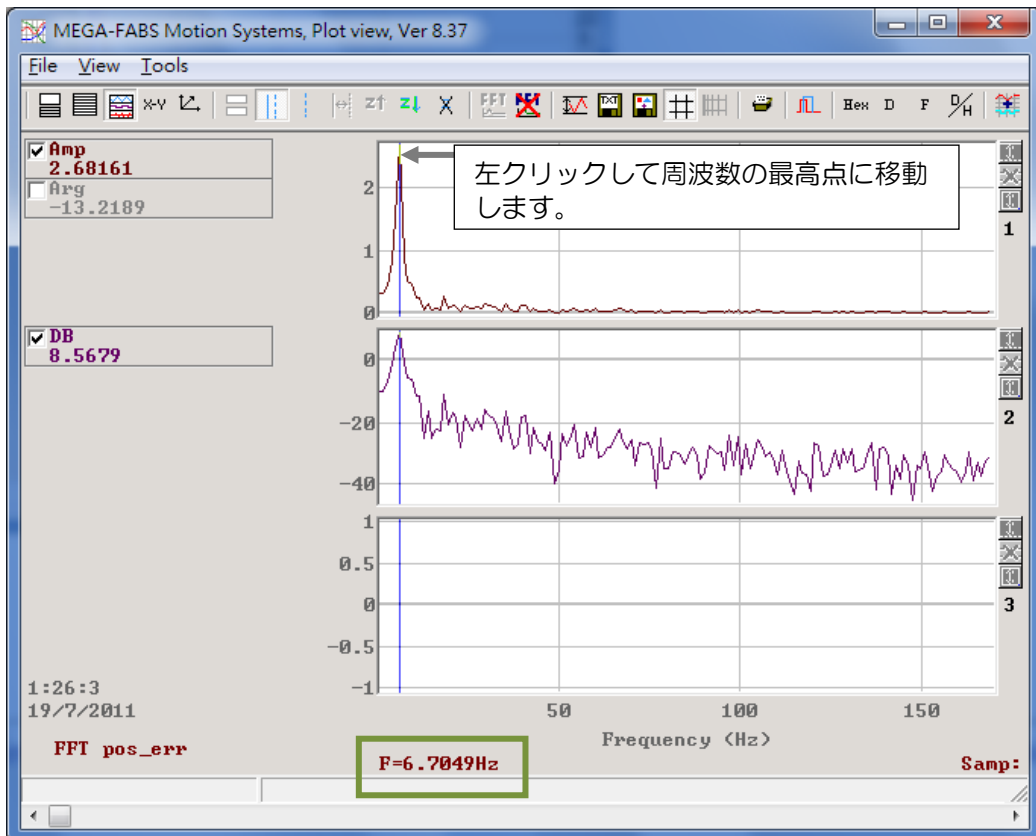 MEGA-FABS Motion Systems, Plot view, Ver 8.37
File View Tools
X-Y Z↑ Z↓ X FFT FFT TXT Hex D F D/H
Amp
2.68161
Arg
-13.2189
左クリックして周波数の最高点に移動
します。
2
1
0
1
DB
8.5679
0
-20
-40
2
1
0.5
0
-0.5
-1
3
1:26:3
19/7/2011
50 100 150
Frequency (Hz)
FFT pos_err
F=6.7049Hz
Samp: